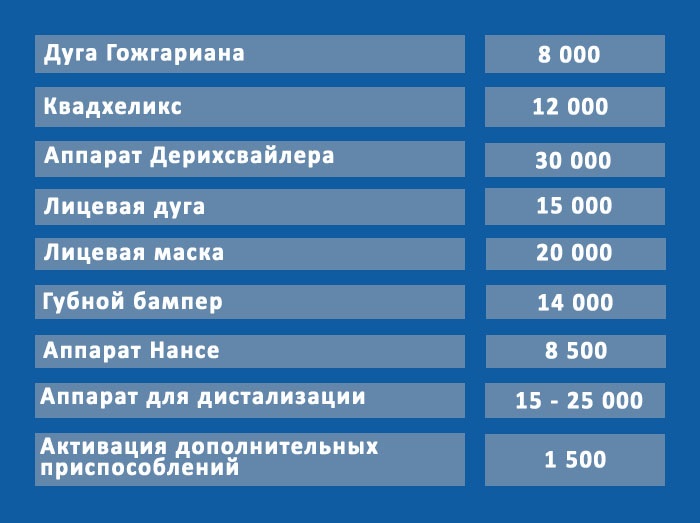 Дуга Гожгариана 8 000
Квадхеликс 12 000
Аппарат Дерихсвайлера 30 000
Лицевая дуга 15 000
Лицевая маска 20 000
Губной бампер 14 000
Аппарат Нансе 8 500
Аппарат для дистализации 15 - 25 000
Активация дополнительных
приспособлений 1 500